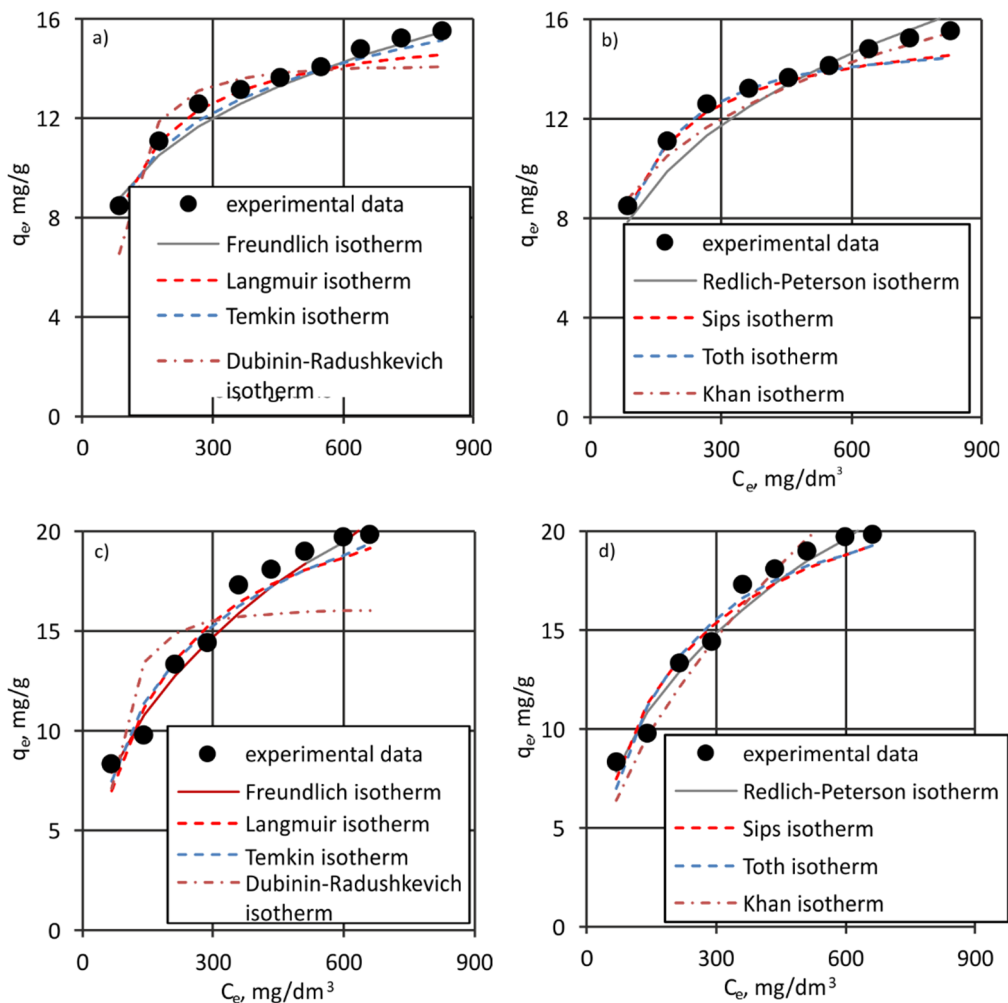 a)
16
12
8
4
0
qe, mg/g
experimental data
Freundlich isotherm
Langmuir isotherm
Temkin isotherm
Dubinin-Radushkevich
isotherm
0 300 600 900
b)
16
12
8
4
0
qe, mg/g
experimental data
Redlich-Peterson isotherm
Sips isotherm
Toth isotherm
Khan isotherm
0 300 600 900
Ce, mg/dm³
c)
20
15
10
5
0
qe, mg/g
experimental data
Freundlich isotherm
Langmuir isotherm
Temkin isotherm
Dubinin-Radushkevich
isotherm
0 300 600 900
Ce, mg/dm³
d)
20
15
10
5
0
qe, mg/g
experimental data
Redlich-Peterson isotherm
Sips isotherm
Toth isotherm
Khan isotherm
0 300 600 900
Ce, mg/dm³